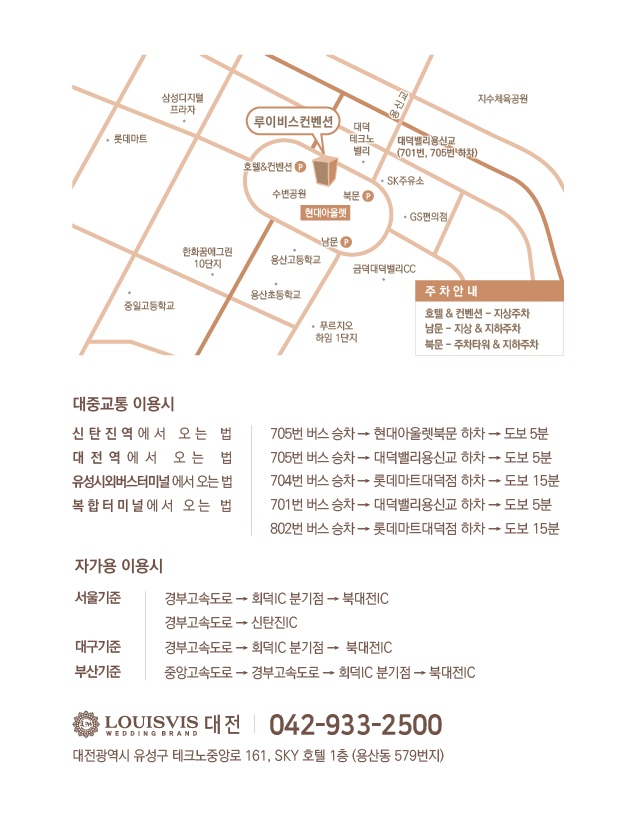 삼성디지털
프라자
용신교
지수체육공원
루이비스컨벤션
롯데마트
대덕
테크노
밸리
대덕밸리용신교
(701번, 705번 하차)
호텔&컨벤션 P
SK주유소
수변공원
북문 P
현대아울렛
GS편의점
남문 P
한화꿈에그린
10단지
용산고등학교
금덕대덕밸리CC
용산초등학교
중일고등학교
푸르지오
하임 1단지
주차안내
호텔 & 컨벤션 – 지상주차
남문 – 지상 & 지하주차
북문 – 주차타워 & 지하주차
대중교통 이용시
신탄진역에서 오는 법 705번 버스 승차 → 현대아울렛북문 하차 → 도보 5분
대전역에서 오는 법 705번 버스 승차 → 대덕밸리용신교 하차 → 도보 5분
유성시외버스터미널에서 오는 법 704번 버스 승차 → 롯데마트대덕점 하차 → 도보 15분
복합터미널에서 오는 법 701번 버스 승차 → 대덕밸리용신교 하차 → 도보 5분
802번 버스 승차 → 롯데마트대덕점 하차 → 도보 15분
자가용 이용시
서울기준 경부고속도로 → 회덕IC 분기점 → 북대전IC
경부고속도로 → 신탄진IC
대구기준 경부고속도로 → 회덕IC 분기점 → 북대전IC
부산기준 중앙고속도로 → 경부고속도로 → 회덕IC 분기점 → 북대전IC
LOUISVIS 대전 042-933-2500
WEDDING BRAND
대전광역시 유성구 테크노중앙로 161, SKY 호텔 1층 (용산동 579번지)